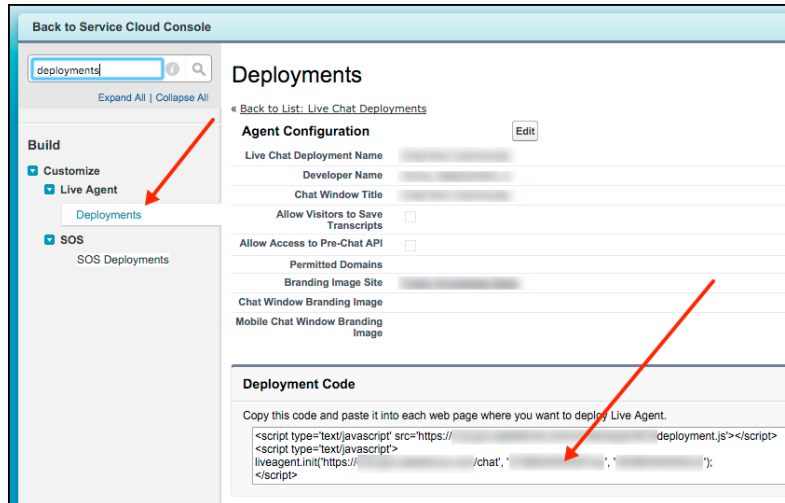 Back to Service Cloud Console
deployments
Expand All | Collapse All
Build
Customize
Live Agent
Deployments
SOS
SOS Deployments
Deployments
« Back to List: Live Chat Deployments
Agent Configuration
Edit
Live Chat Deployment Name
Developer Name
Chat Window Title
Allow Visitors to Save
Transcripts
Allow Access to Pre-Chat API
Permitted Domains
Branding Image Site
Chat Window Branding Image
Mobile Chat Window Branding
Image
Deployment Code
Copy this code and paste it into each web page where you want to deploy Live Agent.
<script type='text/javascript' src='https:// deployment.js'></script>
<script type='text/javascript'>
liveagent.init('https:// /chat', ' ', ' ');
</script>